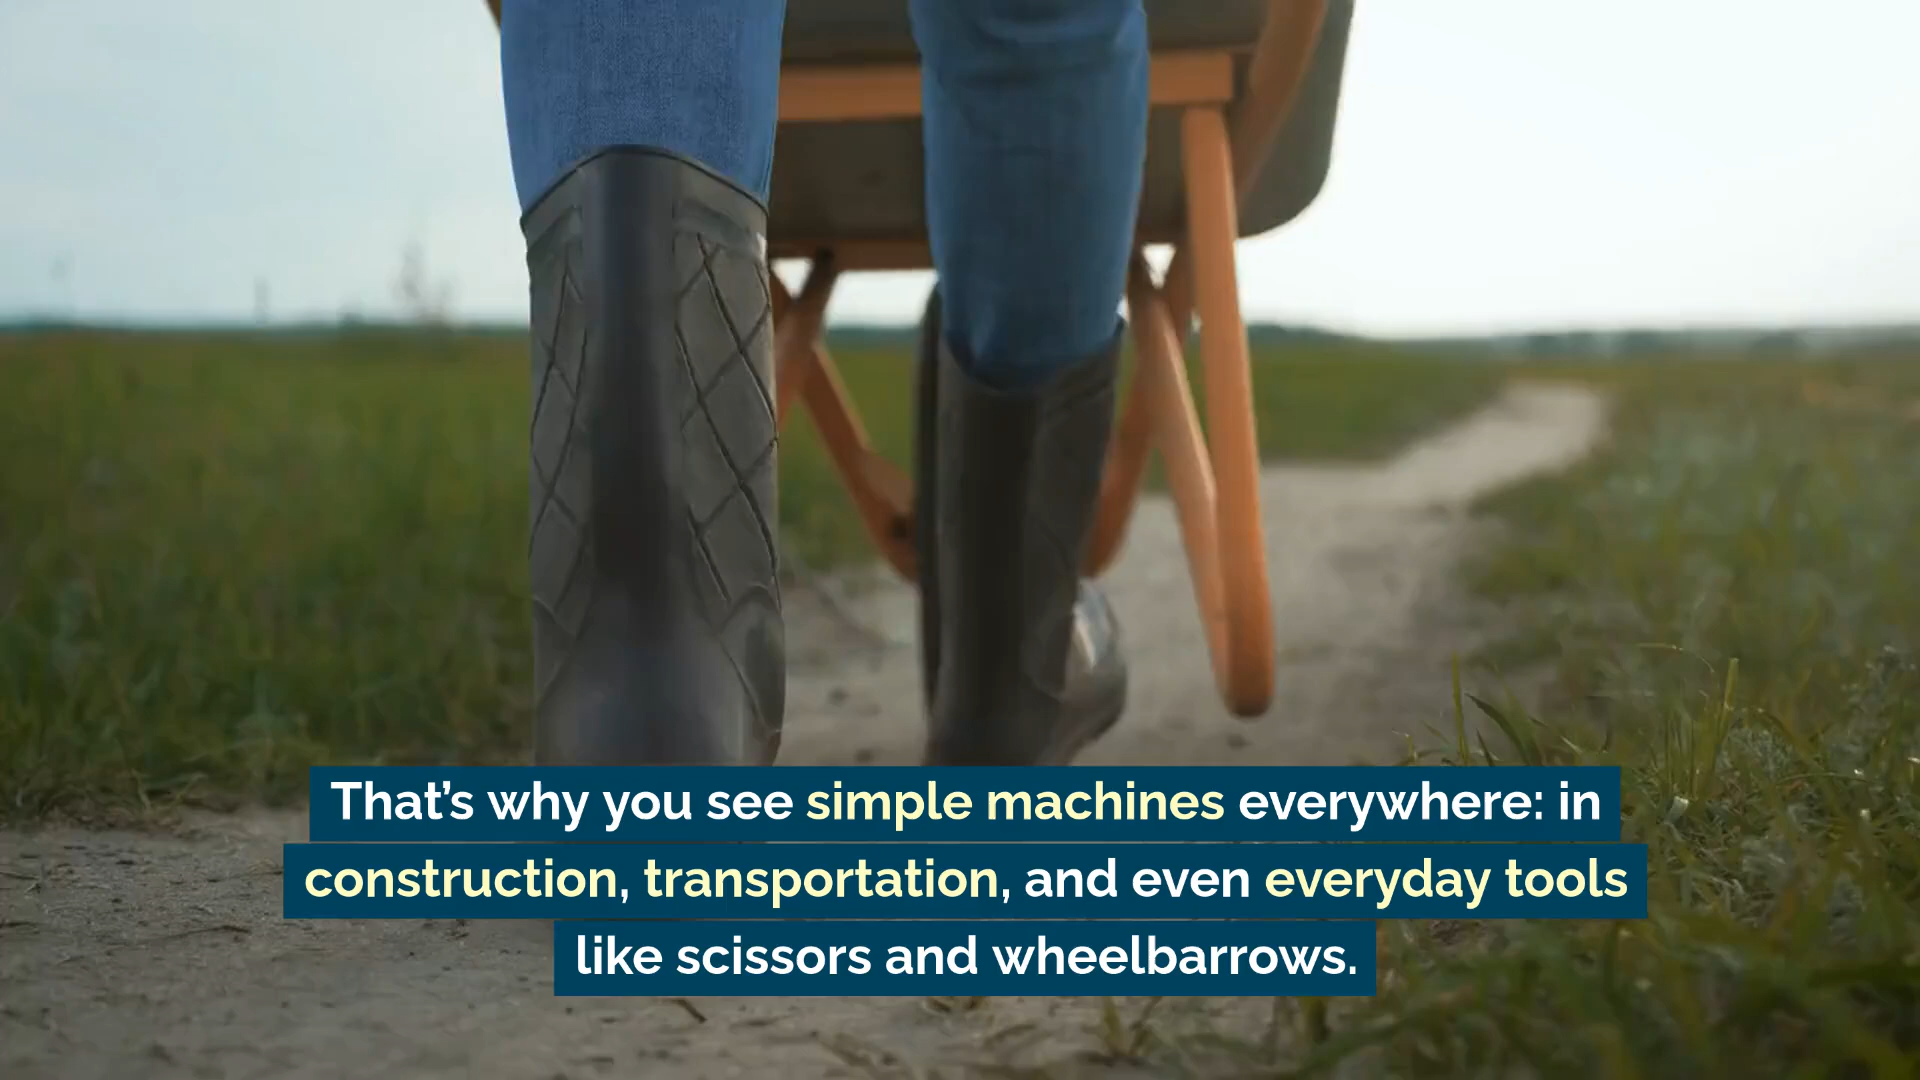 That’s why you see simple machines everywhere: in
construction, transportation, and even everyday tools
like scissors and wheelbarrows.